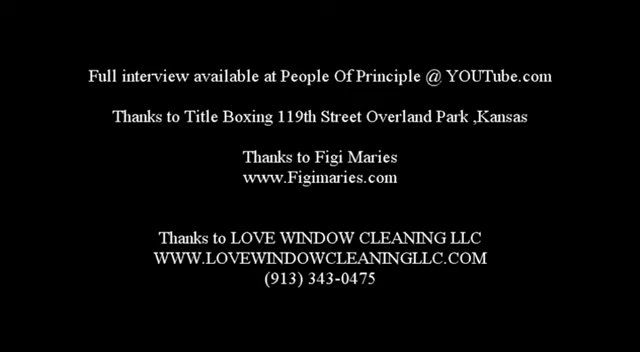 Full interview available at People Of Principle @ YOUTube.com
Thanks to Title Boxing 119th Street Overland Park ,Kansas
Thanks to Figi Maries
www.Figimaries.com
Thanks to LOVE WINDOW CLEANING LLC
WWW.LOVEWINDOWCLEANINGLLC.COM
(913) 343-0475